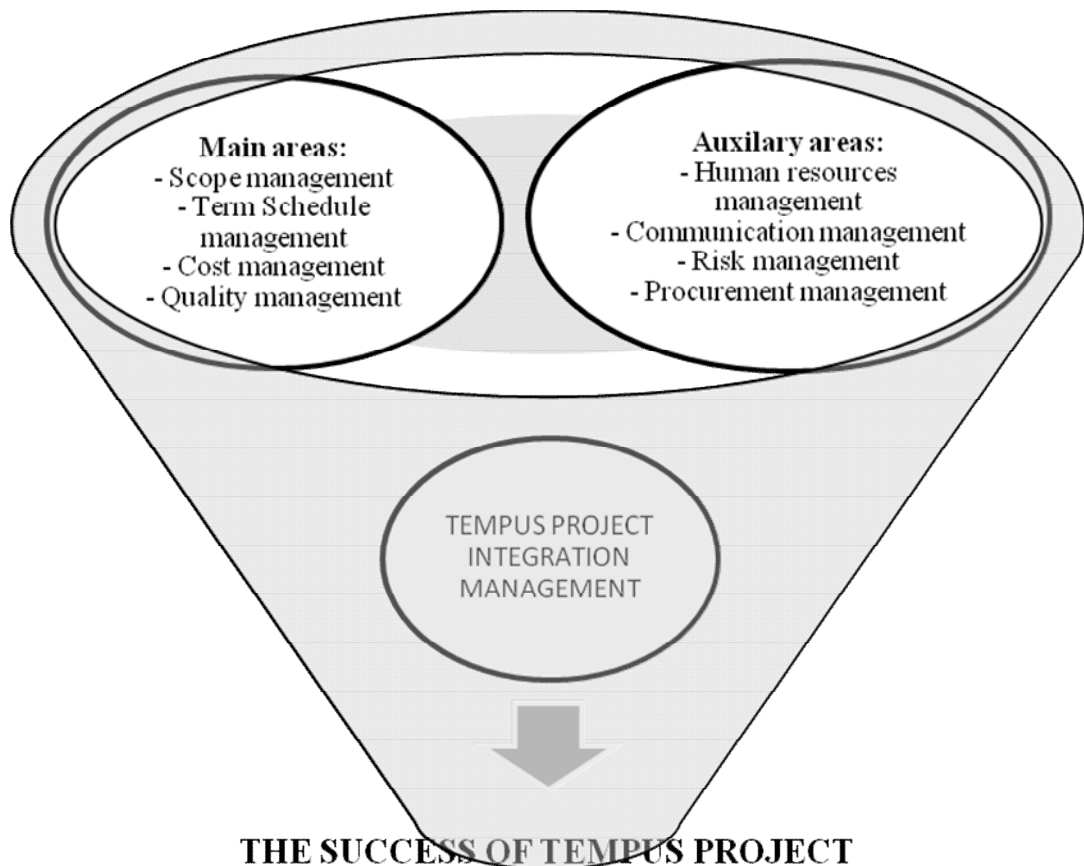 Main areas:
- Scope management
- Term Schedule
management
- Cost management
- Quality management
Auxilary areas:
- Human resources
management
- Communication management
- Risk management
- Procurement management
TEMPUS PROJECT
INTEGRATION
MANAGEMENT
THE SUCCESS OF TEMPUS PROJECT